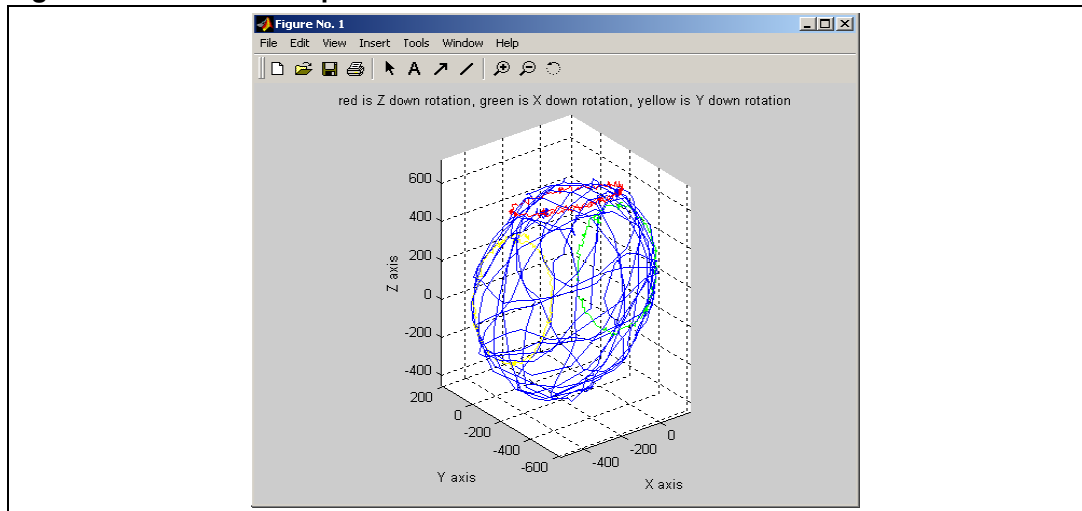 Figure No. 1
File Edit View Insert Tools Window Help
A
red is Z down rotation, green is X down rotation, yellow is Y down rotation
600
400
200
0
-200
-400
Z axis
200
0
-200
-400
-600
Y axis
-400
-200
0
X axis